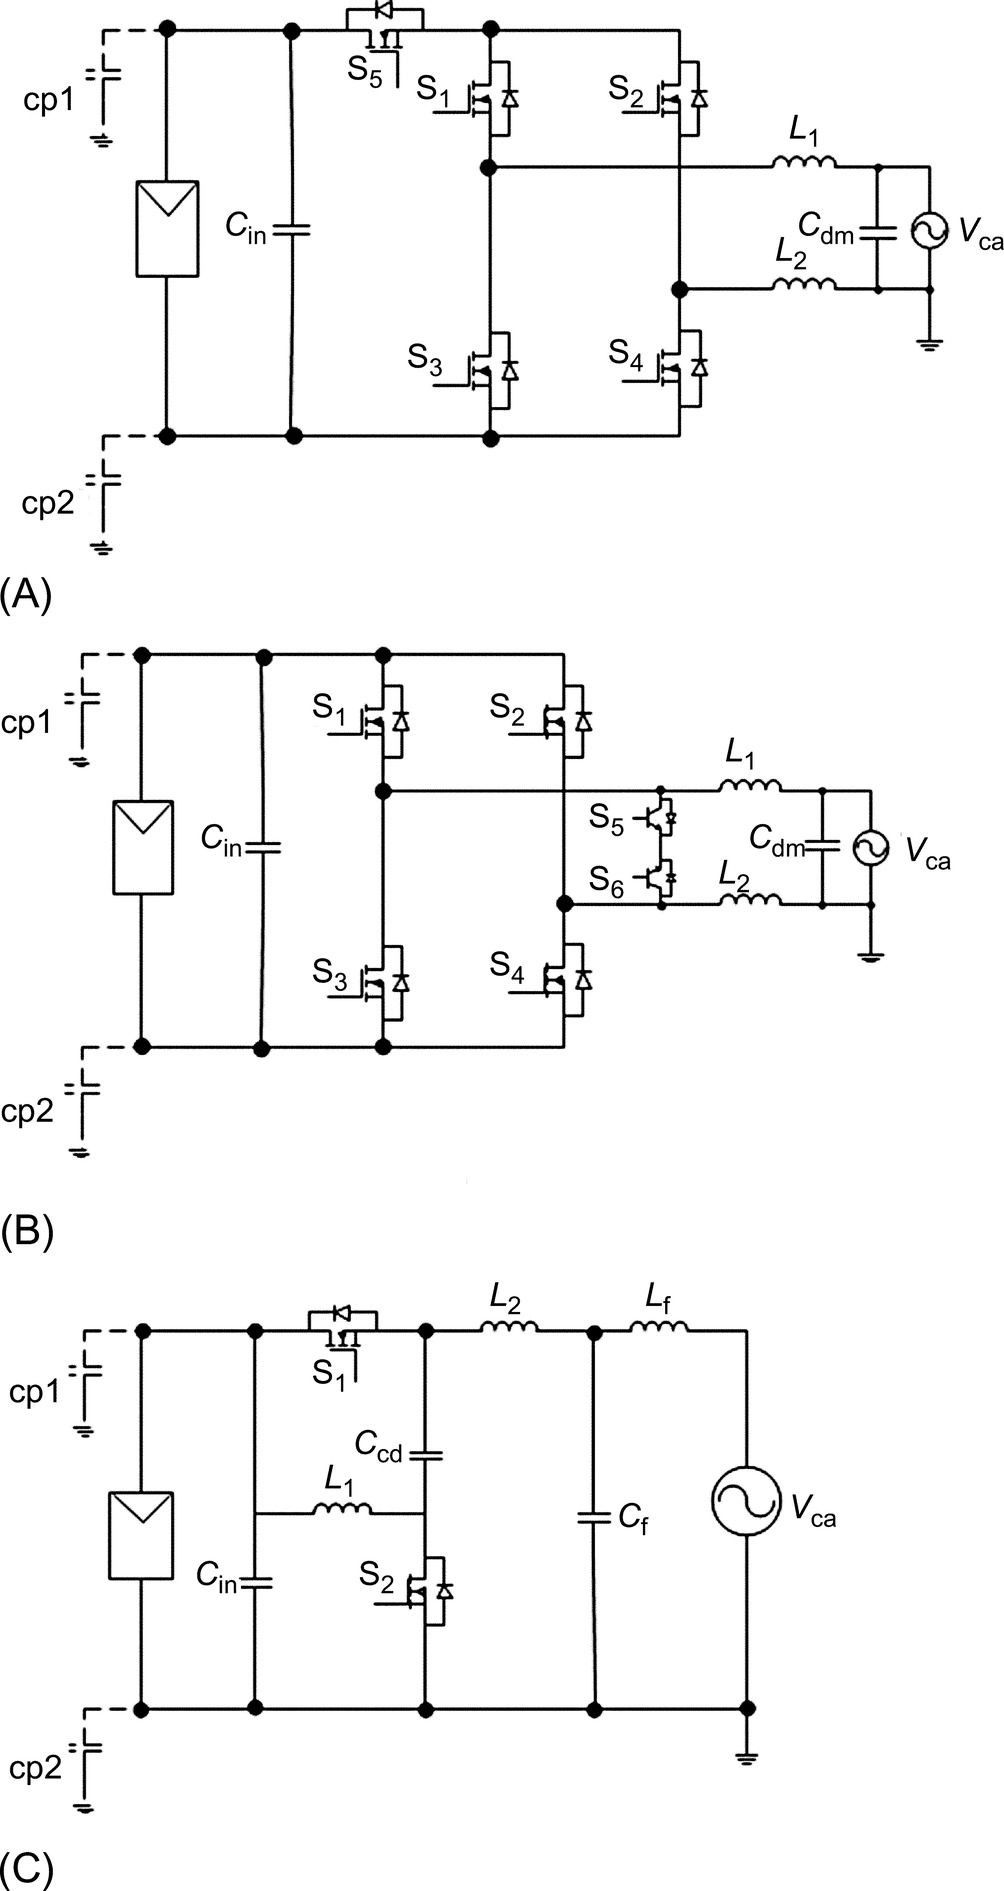 S5
cp1
S1
S2
L1
Cin
Cdm
Vca
L2
S3
S4
cp2
(A)
cp1
S1
S2
L1
S5
Cin
Cdm
Vca
S6
L2
S3
S4
cp2
(B)
L2
Lf
cp1
S1
Ccd
L1
Cf
Vca
Cin
S2
cp2
(C)